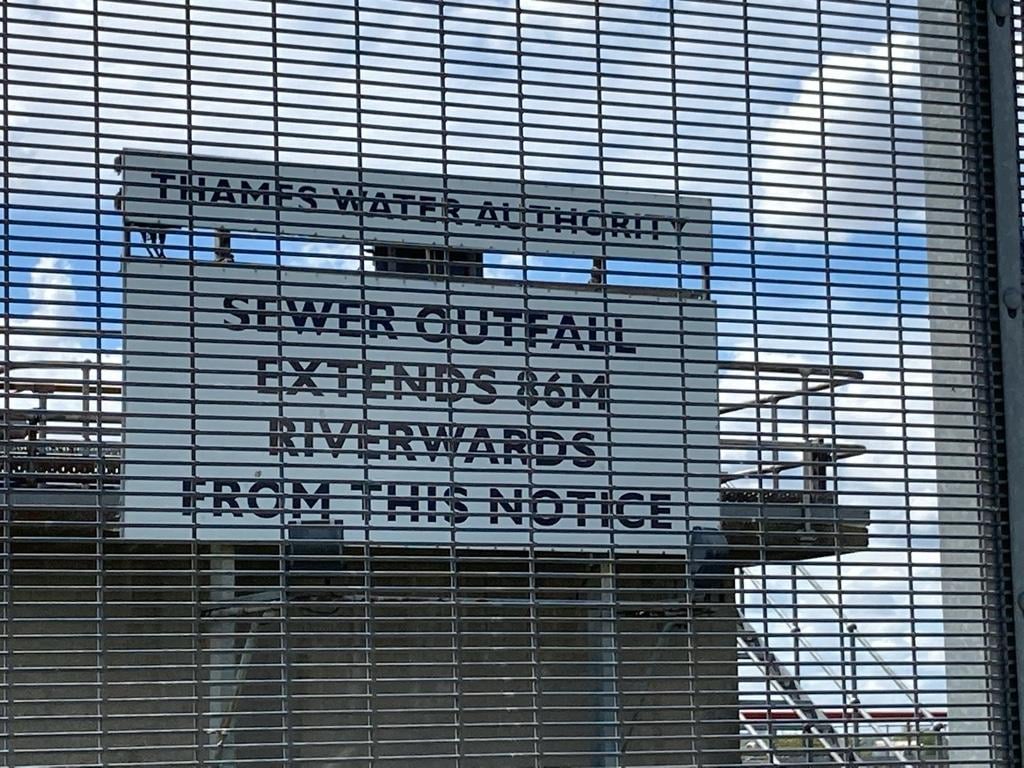 THAMES WATER AUTHORITY
SEWER OUTFALL
EXTENDS 86M
RIVERWARDS
FROM THIS NOTICE